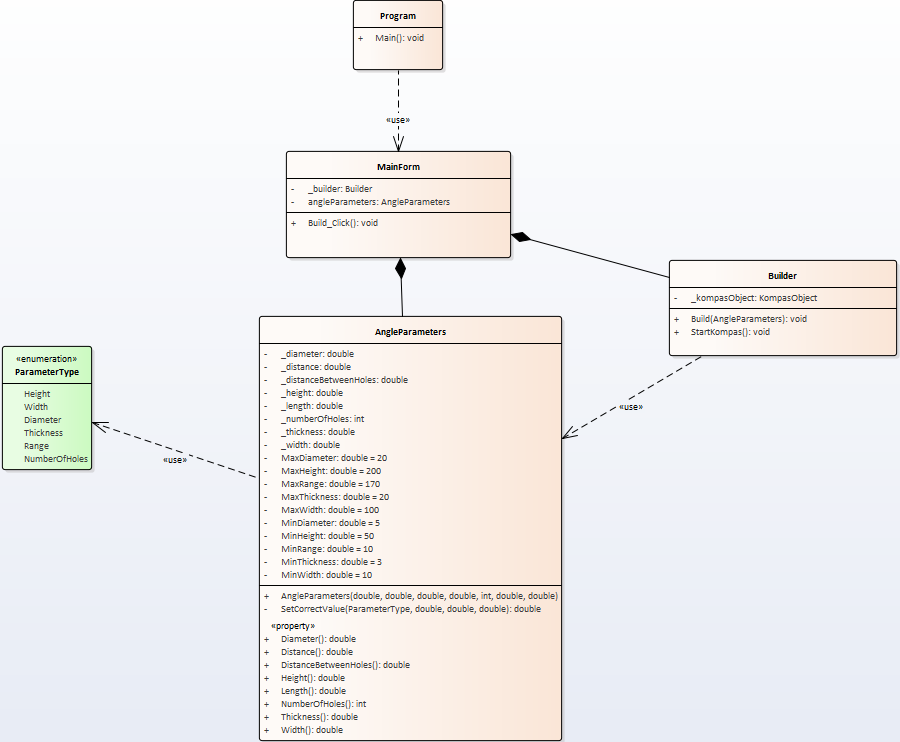 Program
+ Main(): void
«use»
MainForm
- _builder: Builder
- angleParameters: AngleParameters
+ Build_Click(): void
Builder
- _kompasObject: KompasObject
+ Build(AngleParameters): void
+ StartKompas(): void
«use»
AngleParameters
- _diameter: double
- _distance: double
- _distanceBetweenHoles: double
- _height: double
- _length: double
- _numberOfHoles: int
- _thickness: double
- _width: double
- MaxDiameter: double = 20
- MaxHeight: double = 200
- MaxRange: double = 170
- MaxThickness: double = 20
- MaxWidth: double = 100
- MinDiameter: double = 5
- MinHeight: double = 50
- MinRange: double = 10
- MinThickness: double = 3
- MinWidth: double = 10
+ AngleParameters(double, double, double, double, int, double, double)
- SetCorrectValue(ParameterType, double, double, double): double
«property»
+ Diameter(): double
+ Distance(): double
+ DistanceBetweenHoles(): double
+ Height(): double
+ Length(): double
+ NumberOfHoles(): int
+ Thickness(): double
+ Width(): double
«enumeration»
ParameterType
Height
Width
Diameter
Thickness
Range
NumberOfHoles
«use»